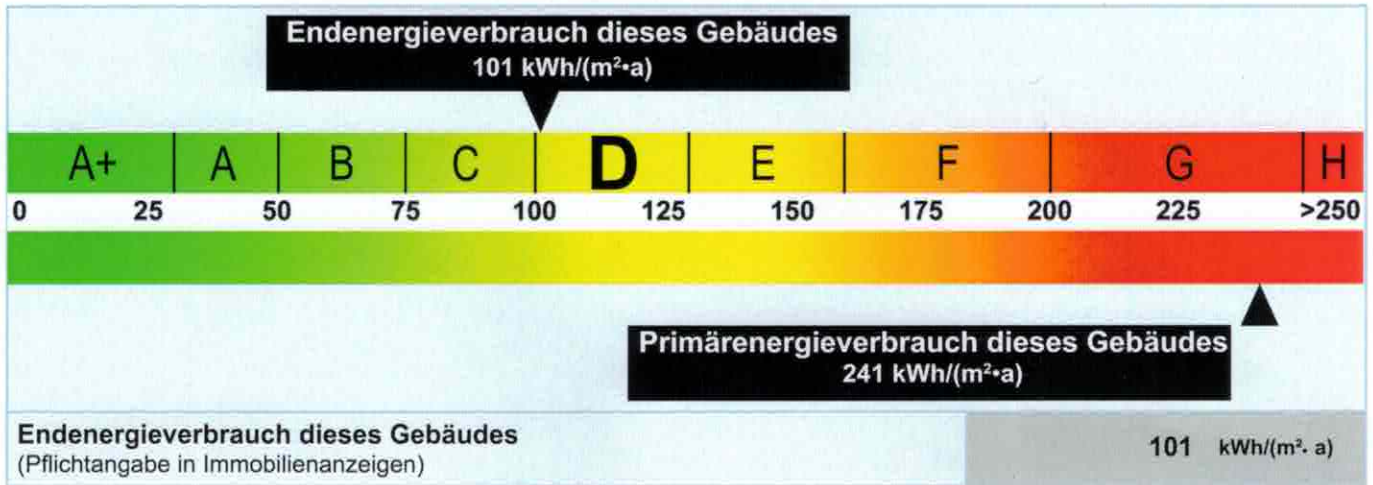 Endenergieverbrauch dieses Gebäudes
101 kWh/(m²•a)
A+ A B C D E F G H
0 25 50 75 100 125 150 175 200 225 >250
Primärenergieverbrauch dieses Gebäudes
241 kWh/(m²•a)
Endenergieverbrauch dieses Gebäudes
(Pflichtangabe in Immobilienanzeigen)
101 kWh/(m²· a)